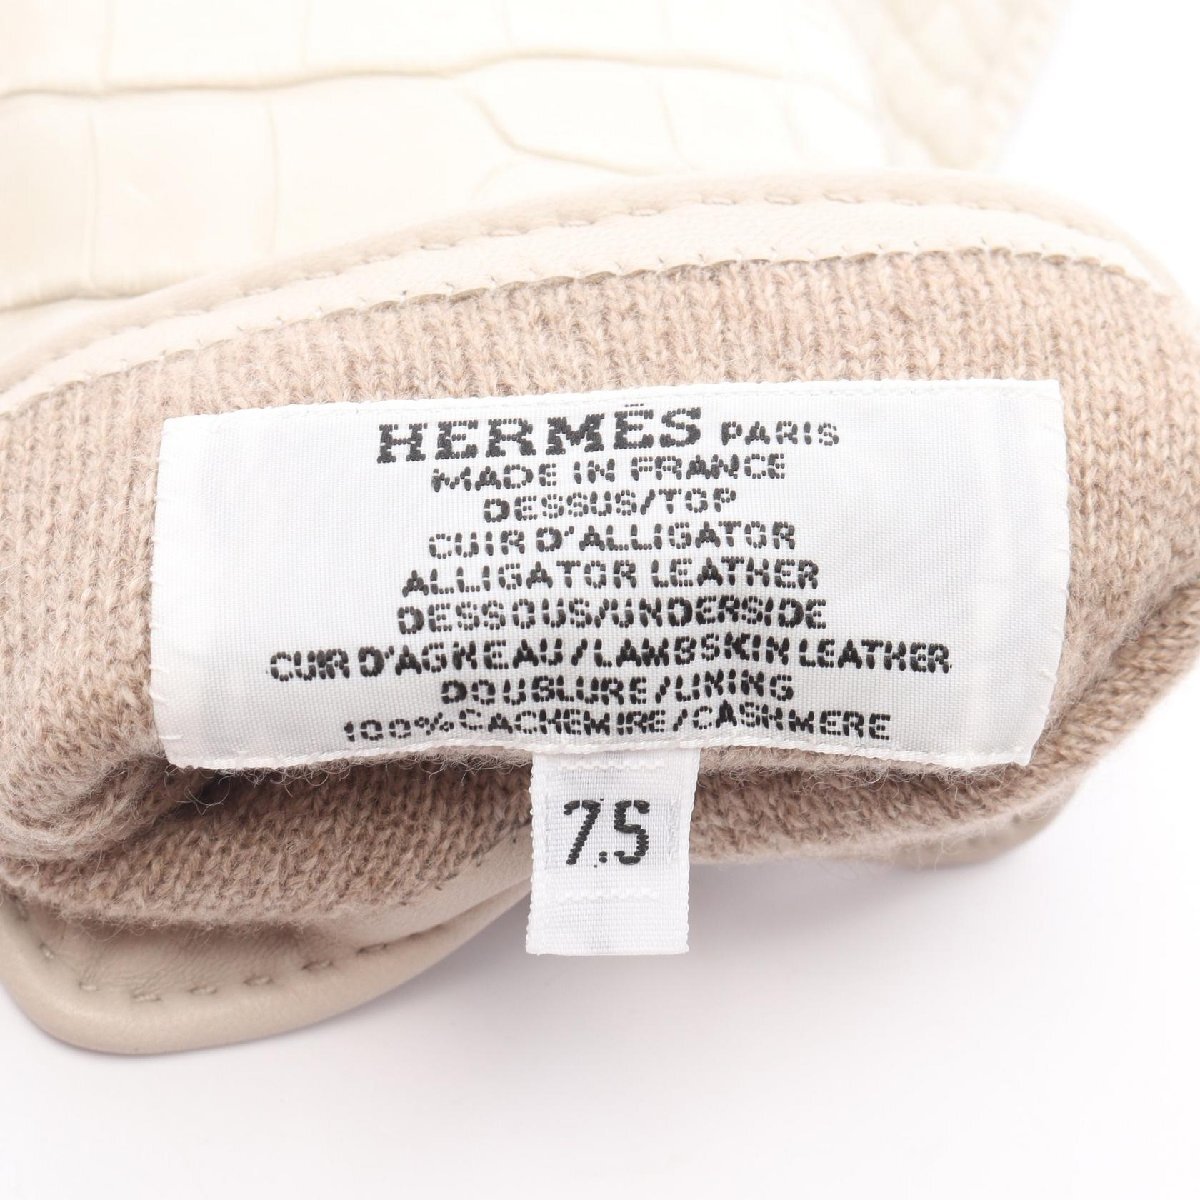 HERMĒS PARIS
MADE IN FRANCE
DESSUS/TOP
CUIR D'ALLIGATOR
ALLIGATOR LEATHER
DESSOUS/UNDERSIDE
CUIR D'AGNEAU/LAMBSKIN LEATHER
DOUBLURE/LINING
100%CACHEMIRE/CASHMERE
7.5